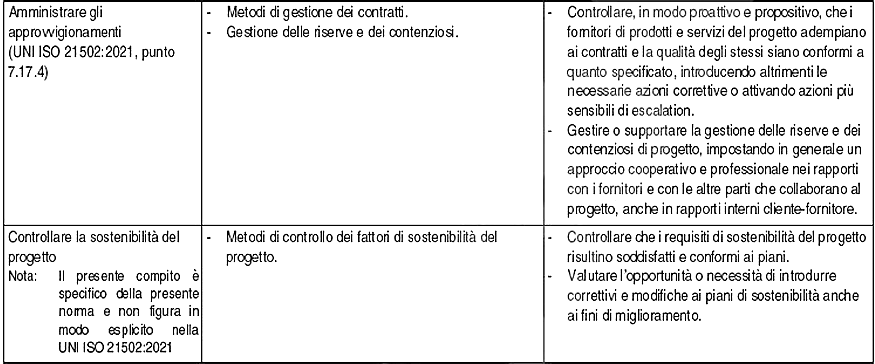 Amministrare gli
approvvigionamenti
(UNI ISO 21502:2021, punto
7.17.4)
- Metodi di gestione dei contratti.
- Gestione delle riserve e dei contenziosi.
- Controllare, in modo proattivo e propositivo, che i
fornitori di prodotti e servizi del progetto adempiano
ai contratti e la qualità degli stessi siano conformi a
quanto specificato, introducendo altrimenti le
necessarie azioni correttive o attivando azioni più
sensibili di escalation.
- Gestire o supportare la gestione delle riserve e dei
contenziosi di progetto, impostando in generale un
approccio cooperativo e professionale nei rapporti
con i fornitori e con le altre parti che collaborano al
progetto, anche in rapporti interni cliente-fornitore.
Controllare la sostenibilità del
progetto
Nota: Il presente compito è
specifico della presente
norma e non figura in
modo esplicito nella
UNI ISO 21502:2021
- Metodi di controllo dei fattori di sostenibilità del
progetto.
- Controllare che i requisiti di sostenibilità del progetto
risultino soddisfatti e conformi ai piani.
- Valutare l'opportunità o necessità di introdurre
correttivi e modifiche ai piani di sostenibilità anche
ai fini di miglioramento.